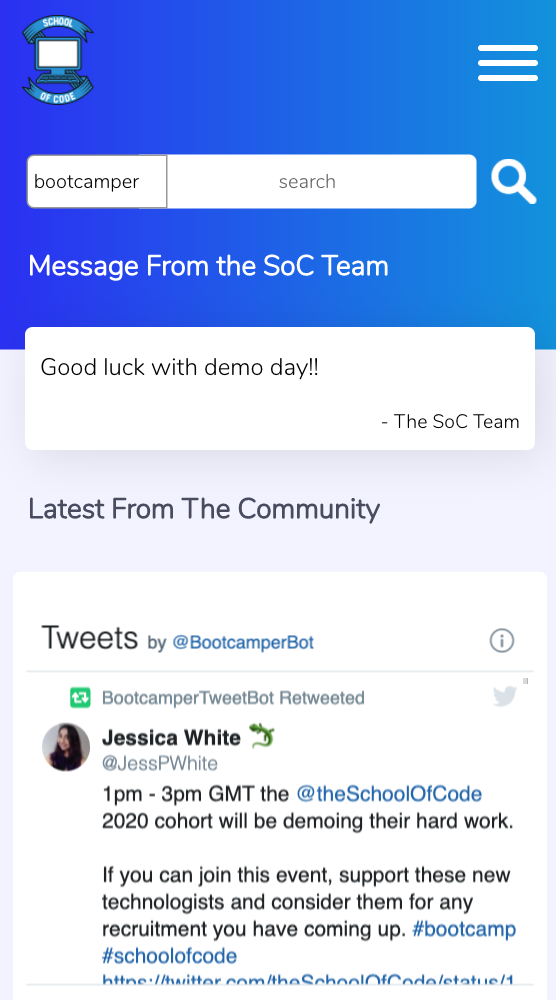 SCHOOL
OF CODE
bootcamper
search
Message From the SoC Team
Good luck with demo day!!
- The SoC Team
Latest From The Community
Tweets by @BootcamperBot
BootcamperTweetBot Retweeted
Jessica White
@JessPWhite
1pm - 3pm GMT the @theSchoolOfCode
2020 cohort will be demoing their hard work.
If you can join this event, support these new
technologists and consider them for any
recruitment you have coming up. #bootcamp
#schoolofcode
https://twitter.com/theSchoolOfCode/status/1